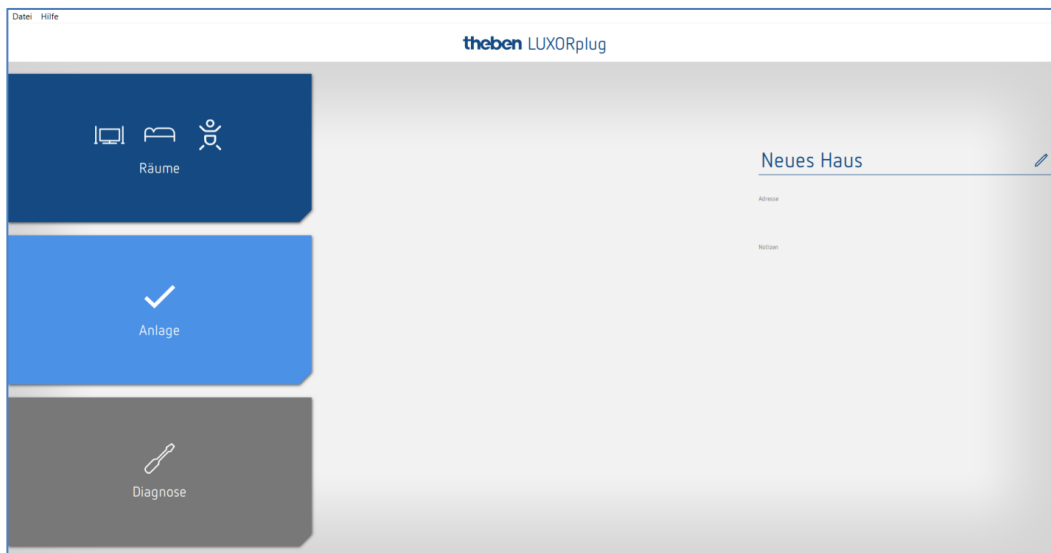 Datei Hilfe
theben LUXORplug
Räume
Anlage
Diagnose
Neues Haus
Adresse
Notizen